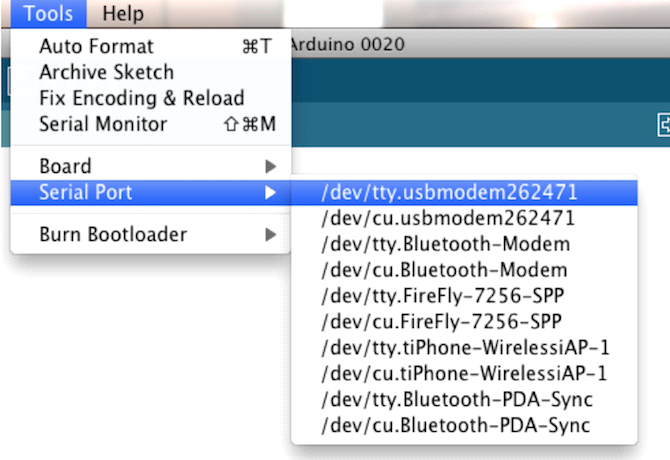 Tools Help
Arduino 0020
Auto Format ⌘T
Archive Sketch
Fix Encoding & Reload
Serial Monitor ⇧⌘M
Board
Serial Port
Burn Bootloader
/dev/tty.usbmodem262471
/dev/cu.usbmodem262471
/dev/tty.Bluetooth-Modem
/dev/cu.Bluetooth-Modem
/dev/tty.FireFly-7256-SPP
/dev/cu.FireFly-7256-SPP
/dev/tty.tiPhone-WirelessiAP-1
/dev/cu.tiPhone-WirelessiAP-1
/dev/tty.Bluetooth-PDA-Sync
/dev/cu.Bluetooth-PDA-Sync